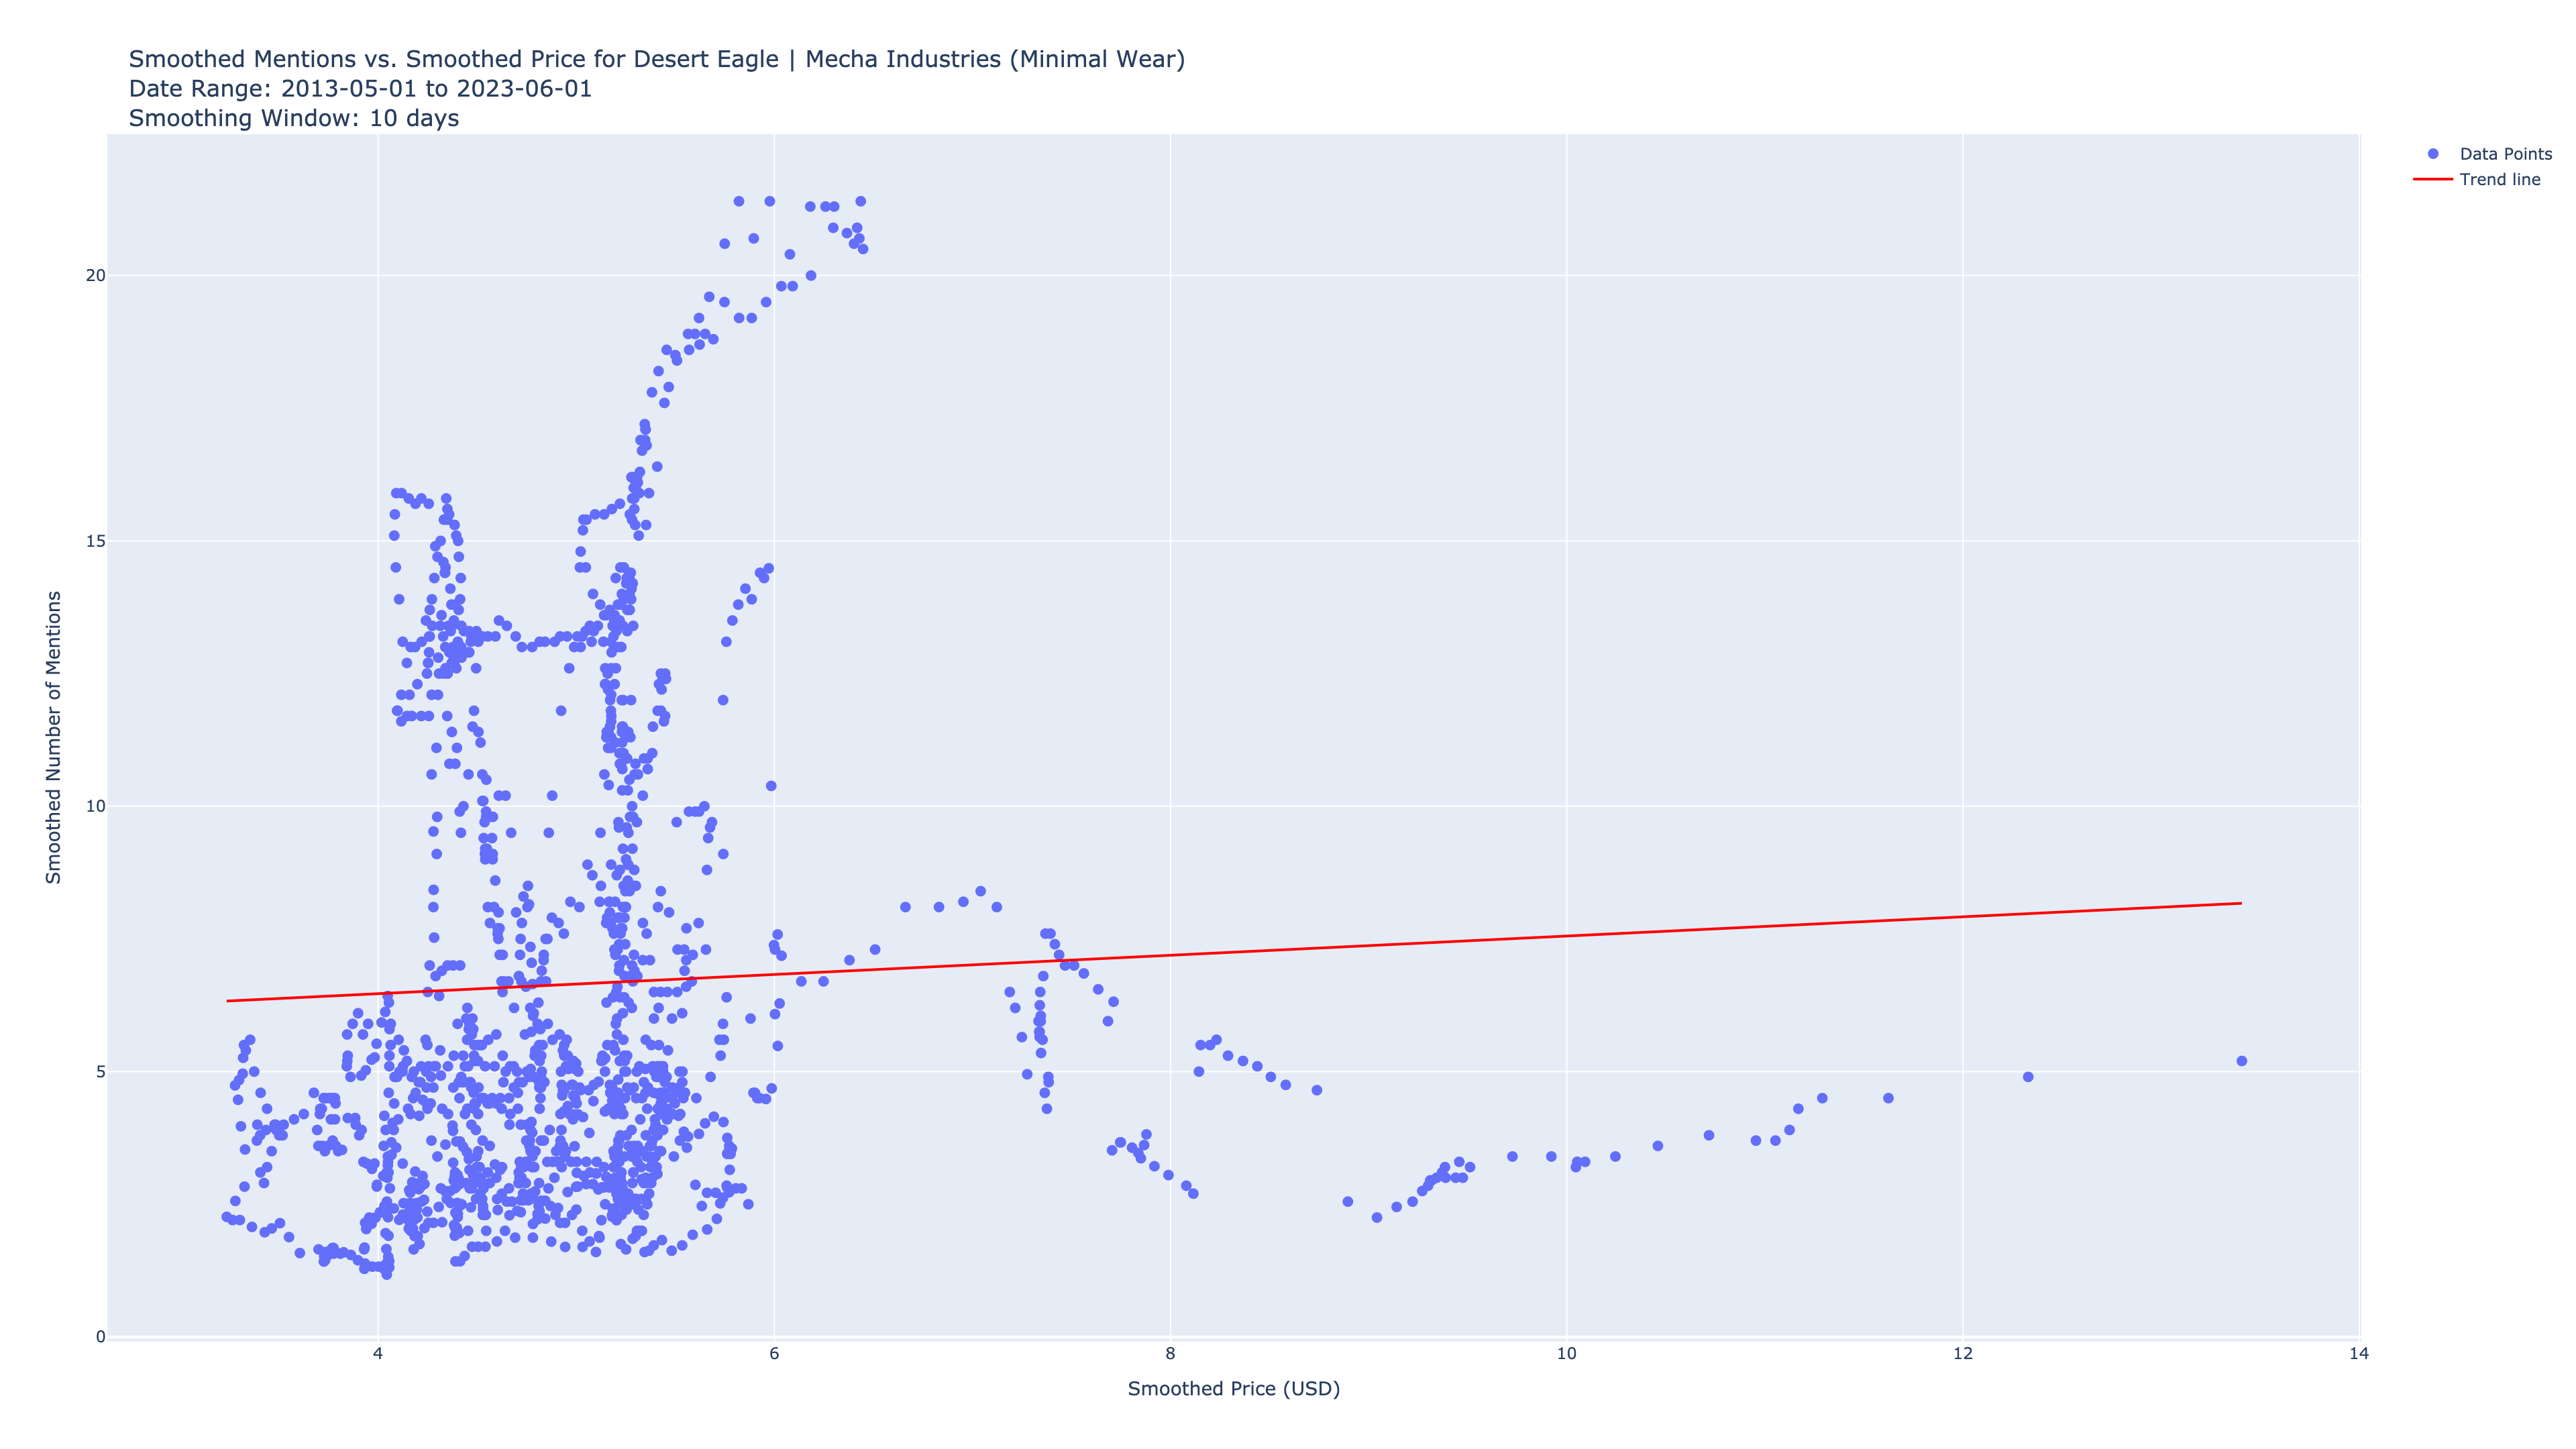 Smoothed Mentions vs. Smoothed Price for Desert Eagle | Mecha Industries (Minimal Wear)
Date Range: 2013-05-01 to 2023-06-01
Smoothing Window: 10 days
Data Points
Trend line
Smoothed Number of Mentions
20
15
10
5
0
4 6 8 10 12 14
Smoothed Price (USD)